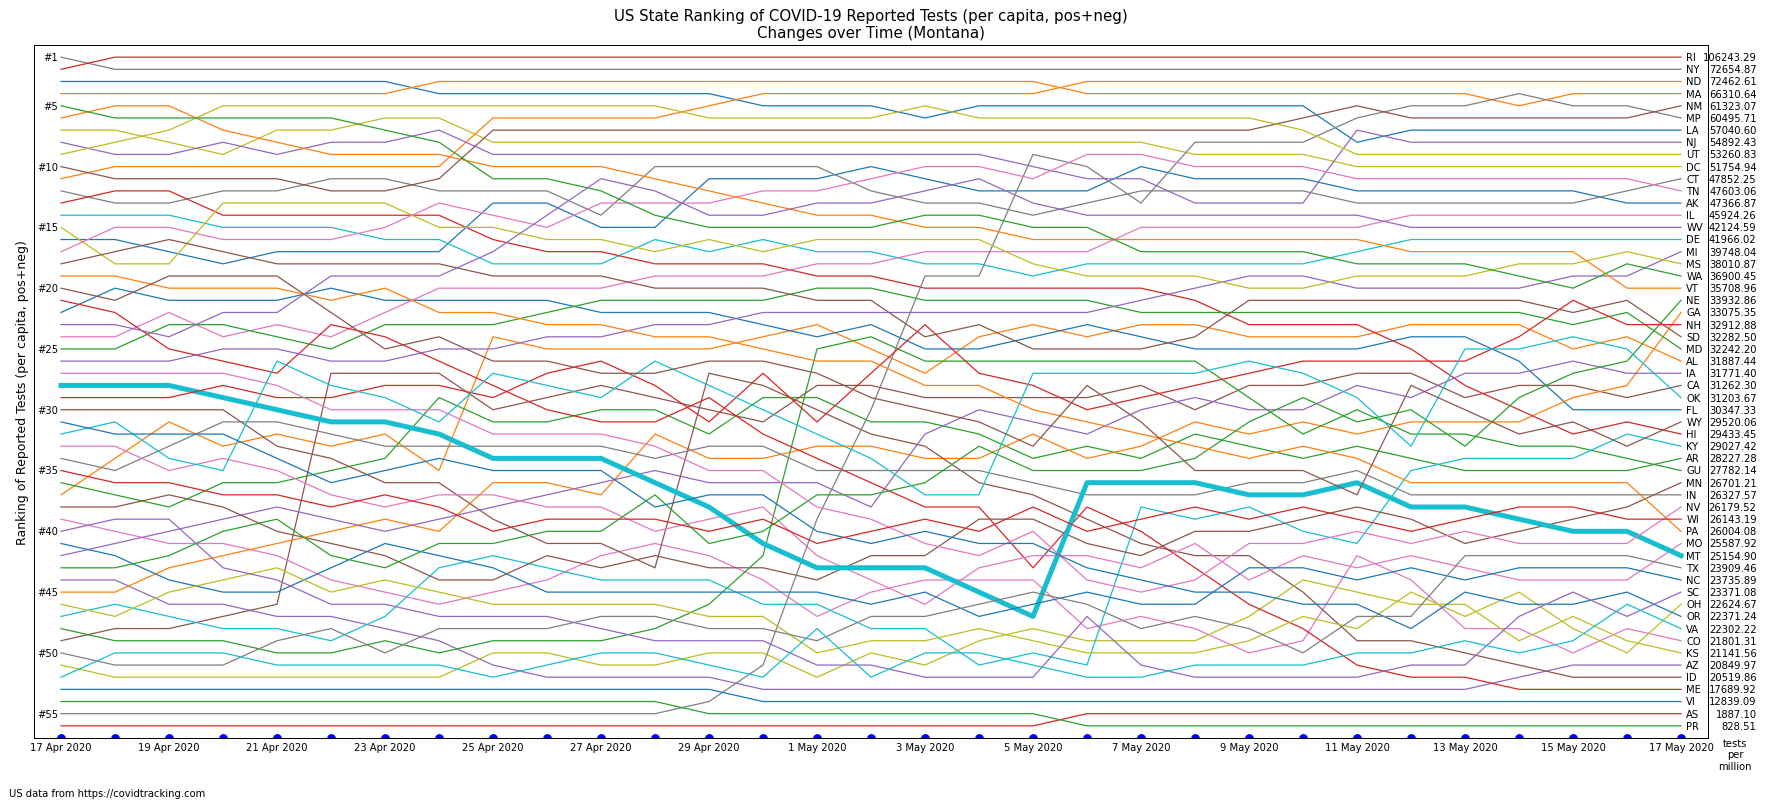 US State Ranking of COVID-19 Reported Tests (per capita, pos+neg)
Changes over Time (Montana)
Ranking of Reported Tests (per capita, pos+neg)
#1
#5
#10
#15
#20
#25
#30
#35
#40
#45
#50
#55
RI 106243.29
NY 72654.87
ND 72462.61
MA 66310.64
NM 61323.07
MP 60495.71
LA 57040.60
NJ 54892.43
UT 53260.83
DC 51754.94
CT 47852.25
TN 47603.06
AK 47366.87
IL 45924.26
WV 42124.59
DE 41966.02
MI 39748.04
MS 38010.87
WA 36900.45
VT 35708.96
NE 33932.86
GA 33075.35
NH 32912.88
SD 32282.50
MD 32242.20
AL 31887.44
IA 31771.40
CA 31262.30
OK 31203.67
FL 30347.33
WY 29520.06
HI 29433.45
KY 29027.42
AR 28227.28
GU 27782.14
MN 26701.21
IN 26327.57
NV 26179.52
WI 26143.19
PA 26004.08
MO 25587.92
MT 25154.90
TX 23909.46
NC 23735.89
SC 23371.08
OH 22624.67
OR 22371.24
VA 22302.22
CO 21801.31
KS 21141.56
AZ 20849.97
ID 20519.86
ME 17689.92
VI 12839.09
AS 1887.10
PR 828.51
17 Apr 2020 19 Apr 2020 21 Apr 2020 23 Apr 2020 25 Apr 2020 27 Apr 2020 29 Apr 2020 1 May 2020 3 May 2020 5 May 2020 7 May 2020 9 May 2020 11 May 2020 13 May 2020 15 May 2020 17 May 2020
tests
per
million
US data from https://covidtracking.com